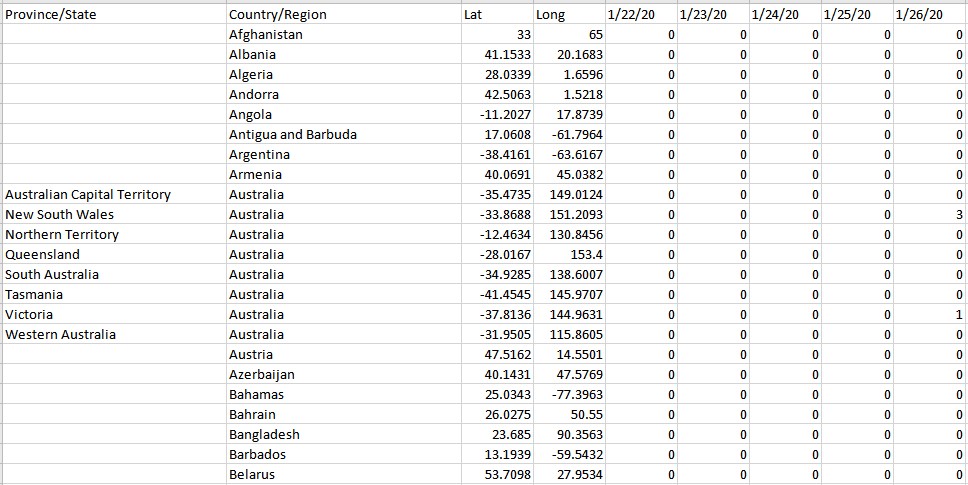 Province/State Country/Region Lat Long 1/22/20 1/23/20 1/24/20 1/25/20 1/26/20
Afghanistan 33 65 0 0 0 0 0
Albania 41.1533 20.1683 0 0 0 0 0
Algeria 28.0339 1.6596 0 0 0 0 0
Andorra 42.5063 1.5218 0 0 0 0 0
Angola -11.2027 17.8739 0 0 0 0 0
Antigua and Barbuda 17.0608 -61.7964 0 0 0 0 0
Argentina -38.4161 -63.6167 0 0 0 0 0
Armenia 40.0691 45.0382 0 0 0 0 0
Australian Capital Territory Australia -35.4735 149.0124 0 0 0 0 0
New South Wales Australia -33.8688 151.2093 0 0 0 0 3
Northern Territory Australia -12.4634 130.8456 0 0 0 0 0
Queensland Australia -28.0167 153.4 0 0 0 0 0
South Australia Australia -34.9285 138.6007 0 0 0 0 0
Tasmania Australia -41.4545 145.9707 0 0 0 0 0
Victoria Australia -37.8136 144.9631 0 0 0 0 1
Western Australia Australia -31.9505 115.8605 0 0 0 0 0
Austria 47.5162 14.5501 0 0 0 0 0
Azerbaijan 40.1431 47.5769 0 0 0 0 0
Bahamas 25.0343 -77.3963 0 0 0 0 0
Bahrain 26.0275 50.55 0 0 0 0 0
Bangladesh 23.685 90.3563 0 0 0 0 0
Barbados 13.1939 -59.5432 0 0 0 0 0
Belarus 53.7098 27.9534 0 0 0 0 0